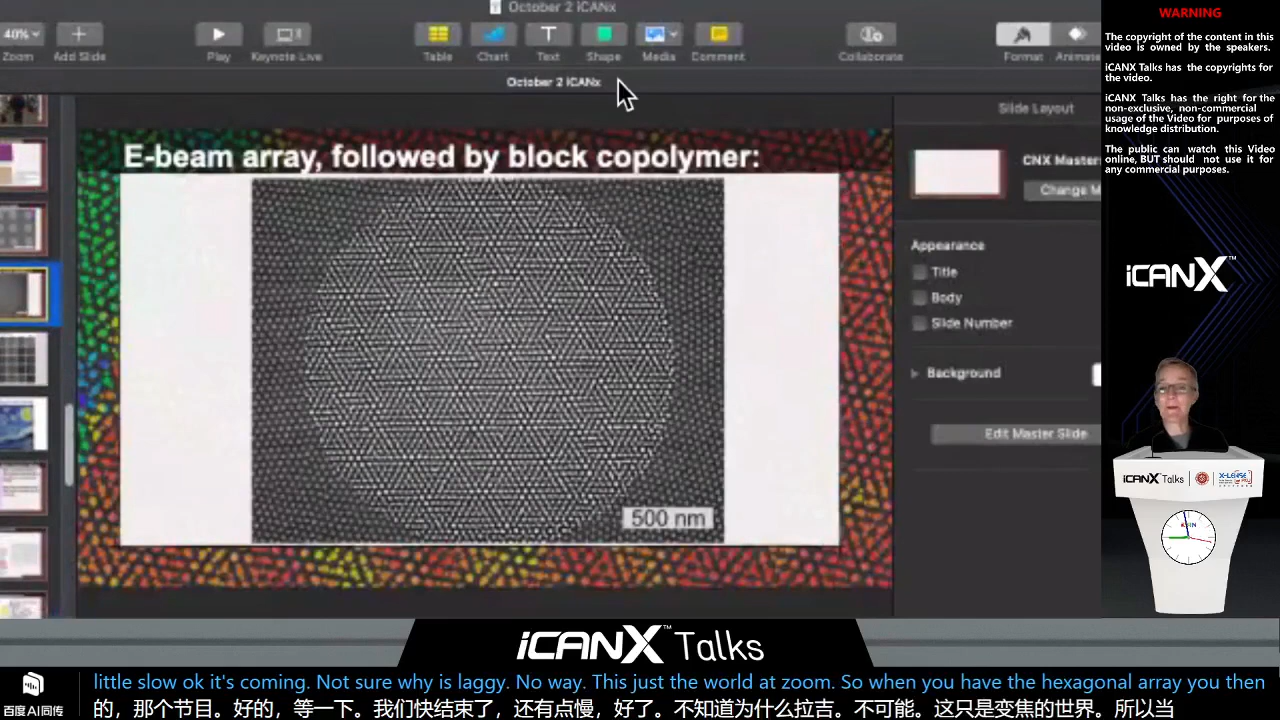 October 2 iCANx
40%
Zoom
Add Slide
Play
Keynote Live
Table
Chart
Text
Shape
Media
Comment
Collaborate
Format
Animate
October 2 iCANx
E-beam array, followed by block copolymer:
500 nm
Slide Layout
CNX Master
Change M
Appearance
Title
Body
Slide Number
Background
Edit Master Slide
WARNING
The copyright of the content in this
video is owned by the speakers.
iCANX Talks has the copyrights for
the video.
iCANX Talks has the right for the
non-exclusive, non-commercial
usage of the Video for purposes of
knowledge distribution.
The public can watch this Video
online, BUT should not use it for
any commercial purposes.
iCANX™
iCANX Talks
X-LENSE
iCANX™ Talks
百度AI同传
little slow ok it's coming. Not sure why is laggy. No way. This just the world at zoom. So when you have the hexagonal array you then
的，那个节目。好的，等一下。我们快结束了，还有点慢，好了。不知道为什么拉吉。不可能。这只是变焦的世界。所以当